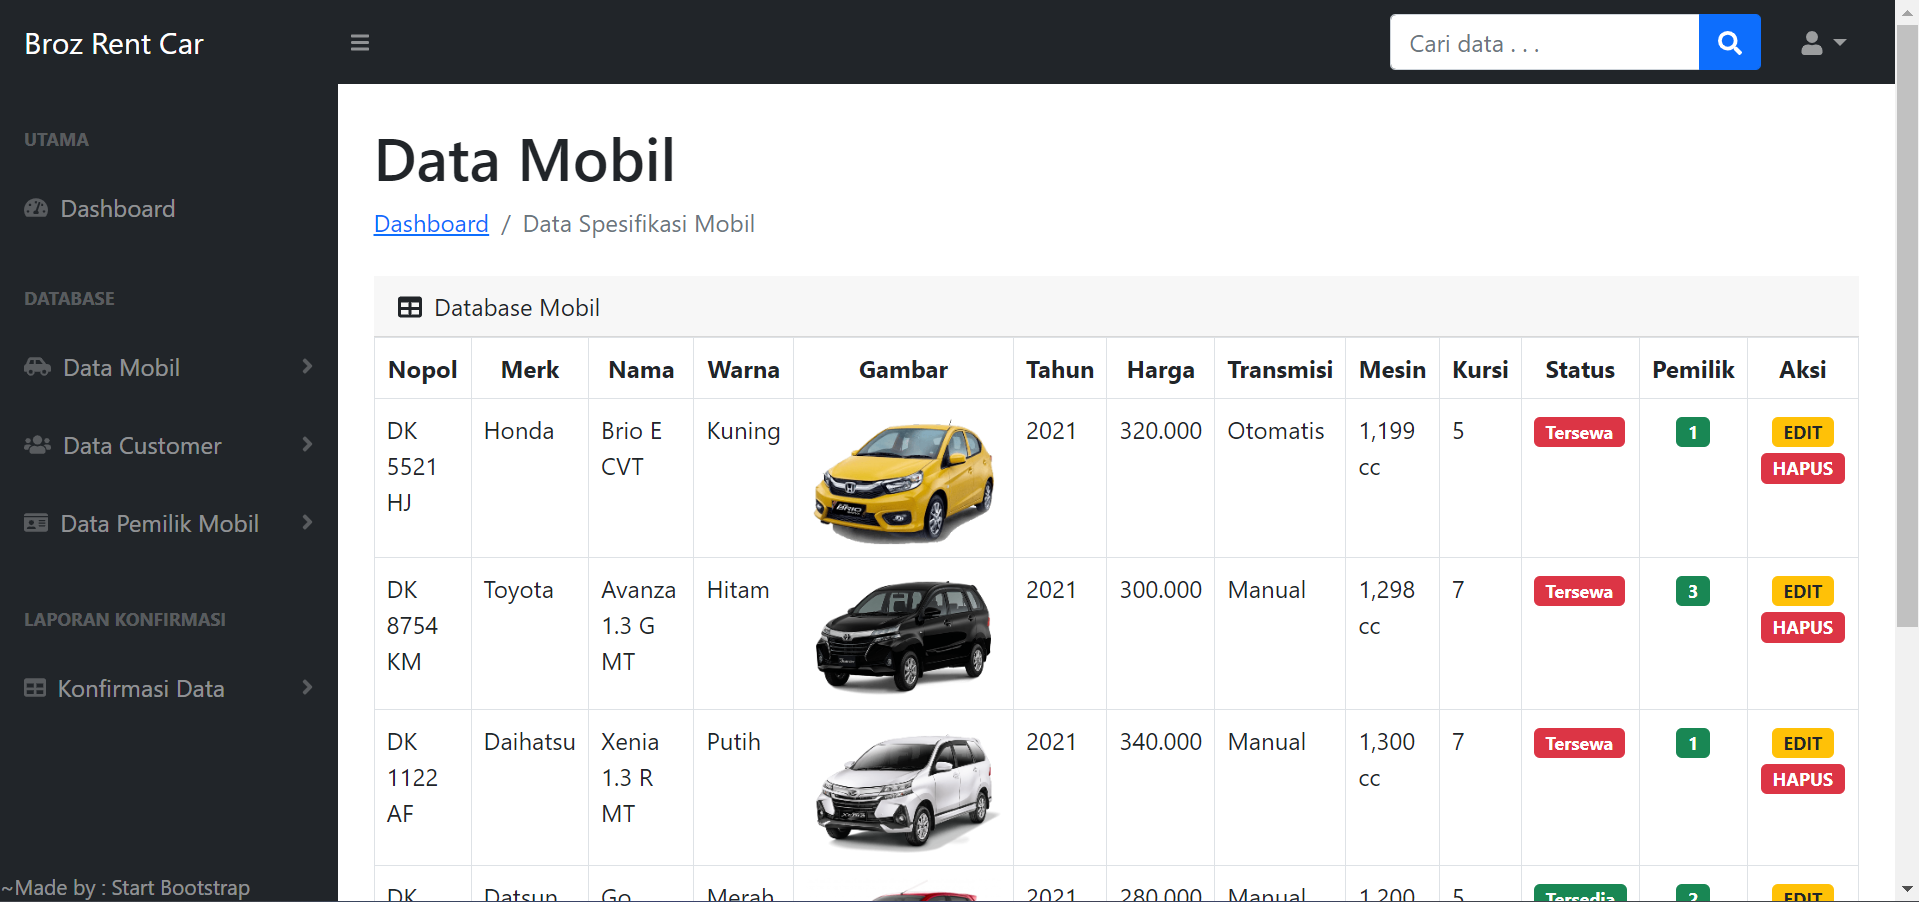 Broz Rent Car
Cari data . . .
UTAMA
Dashboard
DATABASE
Data Mobil
Data Customer
Data Pemilik Mobil
LAPORAN KONFIRMASI
Konfirmasi Data
~Made by : Start Bootstrap
Data Mobil
Dashboard / Data Spesifikasi Mobil
Database Mobil
Nopol Merk Nama Warna Gambar Tahun Harga Transmisi Mesin Kursi Status Pemilik Aksi
DK Honda Brio E Kuning 2021 320.000 Otomatis 1,199 5 Tersewa 1 EDIT
5521 CVT cc HAPUS
HJ
BRIO
DK Toyota Avanza Hitam 2021 300.000 Manual 1,298 7 Tersewa 3 EDIT
8754 1.3 G cc HAPUS
KM MT
DK Daihatsu Xenia Putih 2021 340.000 Manual 1,300 7 Tersewa 1 EDIT
1122 1.3 R cc HAPUS
AF MT
DK Datsun Go Merah 2021 280.000 Manual 1,200 5 Tersedia 2 EDIT